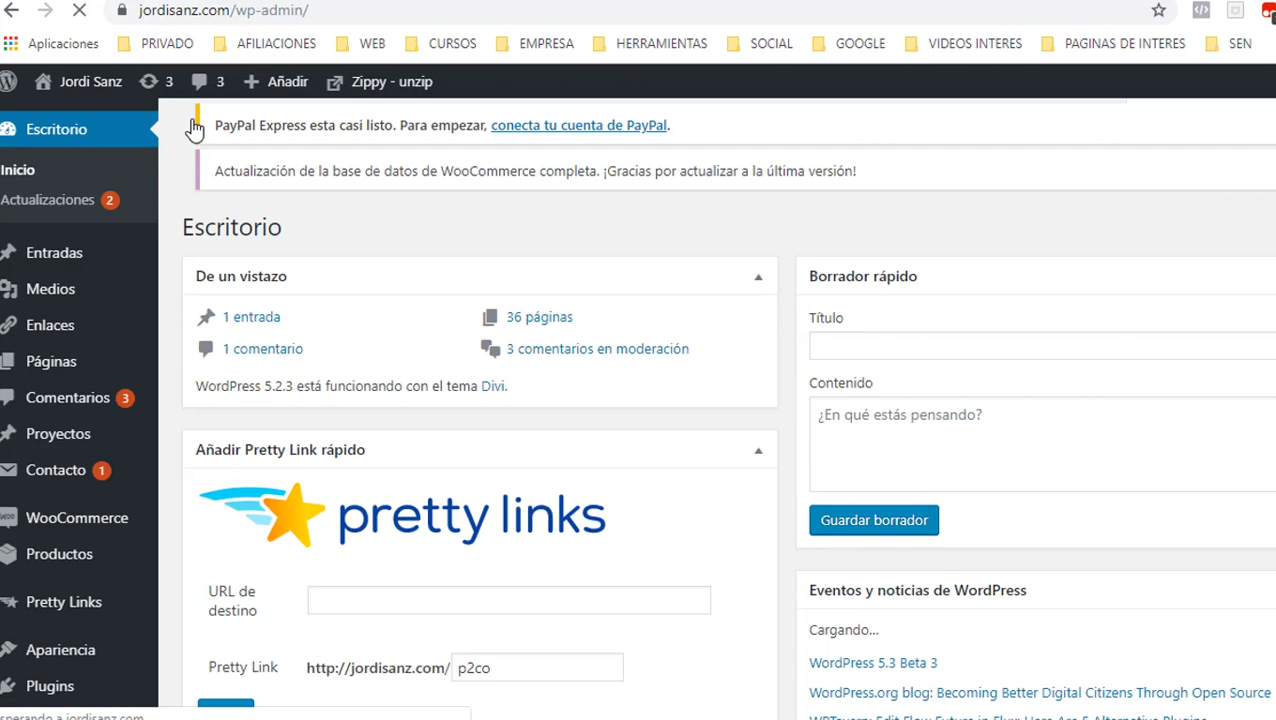 jordisanz.com/wp-admin/
Aplicaciones PRIVADO AFILIACIONES WEB CURSOS EMPRESA HERRAMIENTAS SOCIAL GOOGLE VIDEOS INTERES PAGINAS DE INTERES SEN
Jordi Sanz 3 3 Añadir Zippy - unzip
Escritorio
Inicio
Actualizaciones 2
Entradas
Medios
Enlaces
Páginas
Comentarios 3
Proyectos
Contacto 1
WooCommerce
Productos
Pretty Links
Apariencia
Plugins
PayPal Express esta casi listo. Para empezar, conecta tu cuenta de PayPal.
Actualización de la base de datos de WooCommerce completa. ¡Gracias por actualizar a la última versión!
Escritorio
De un vistazo
1 entrada
36 páginas
1 comentario
3 comentarios en moderación
WordPress 5.2.3 está funcionando con el tema Divi.
Añadir Pretty Link rápido
pretty links
URL de
destino
Pretty Link http://jordisanz.com/ p2co
Borrador rápido
Título
Contenido
¿En qué estás pensando?
Guardar borrador
Eventos y noticias de WordPress
Cargando...
WordPress 5.3 Beta 3
WordPress.org blog: Becoming Better Digital Citizens Through Open Source